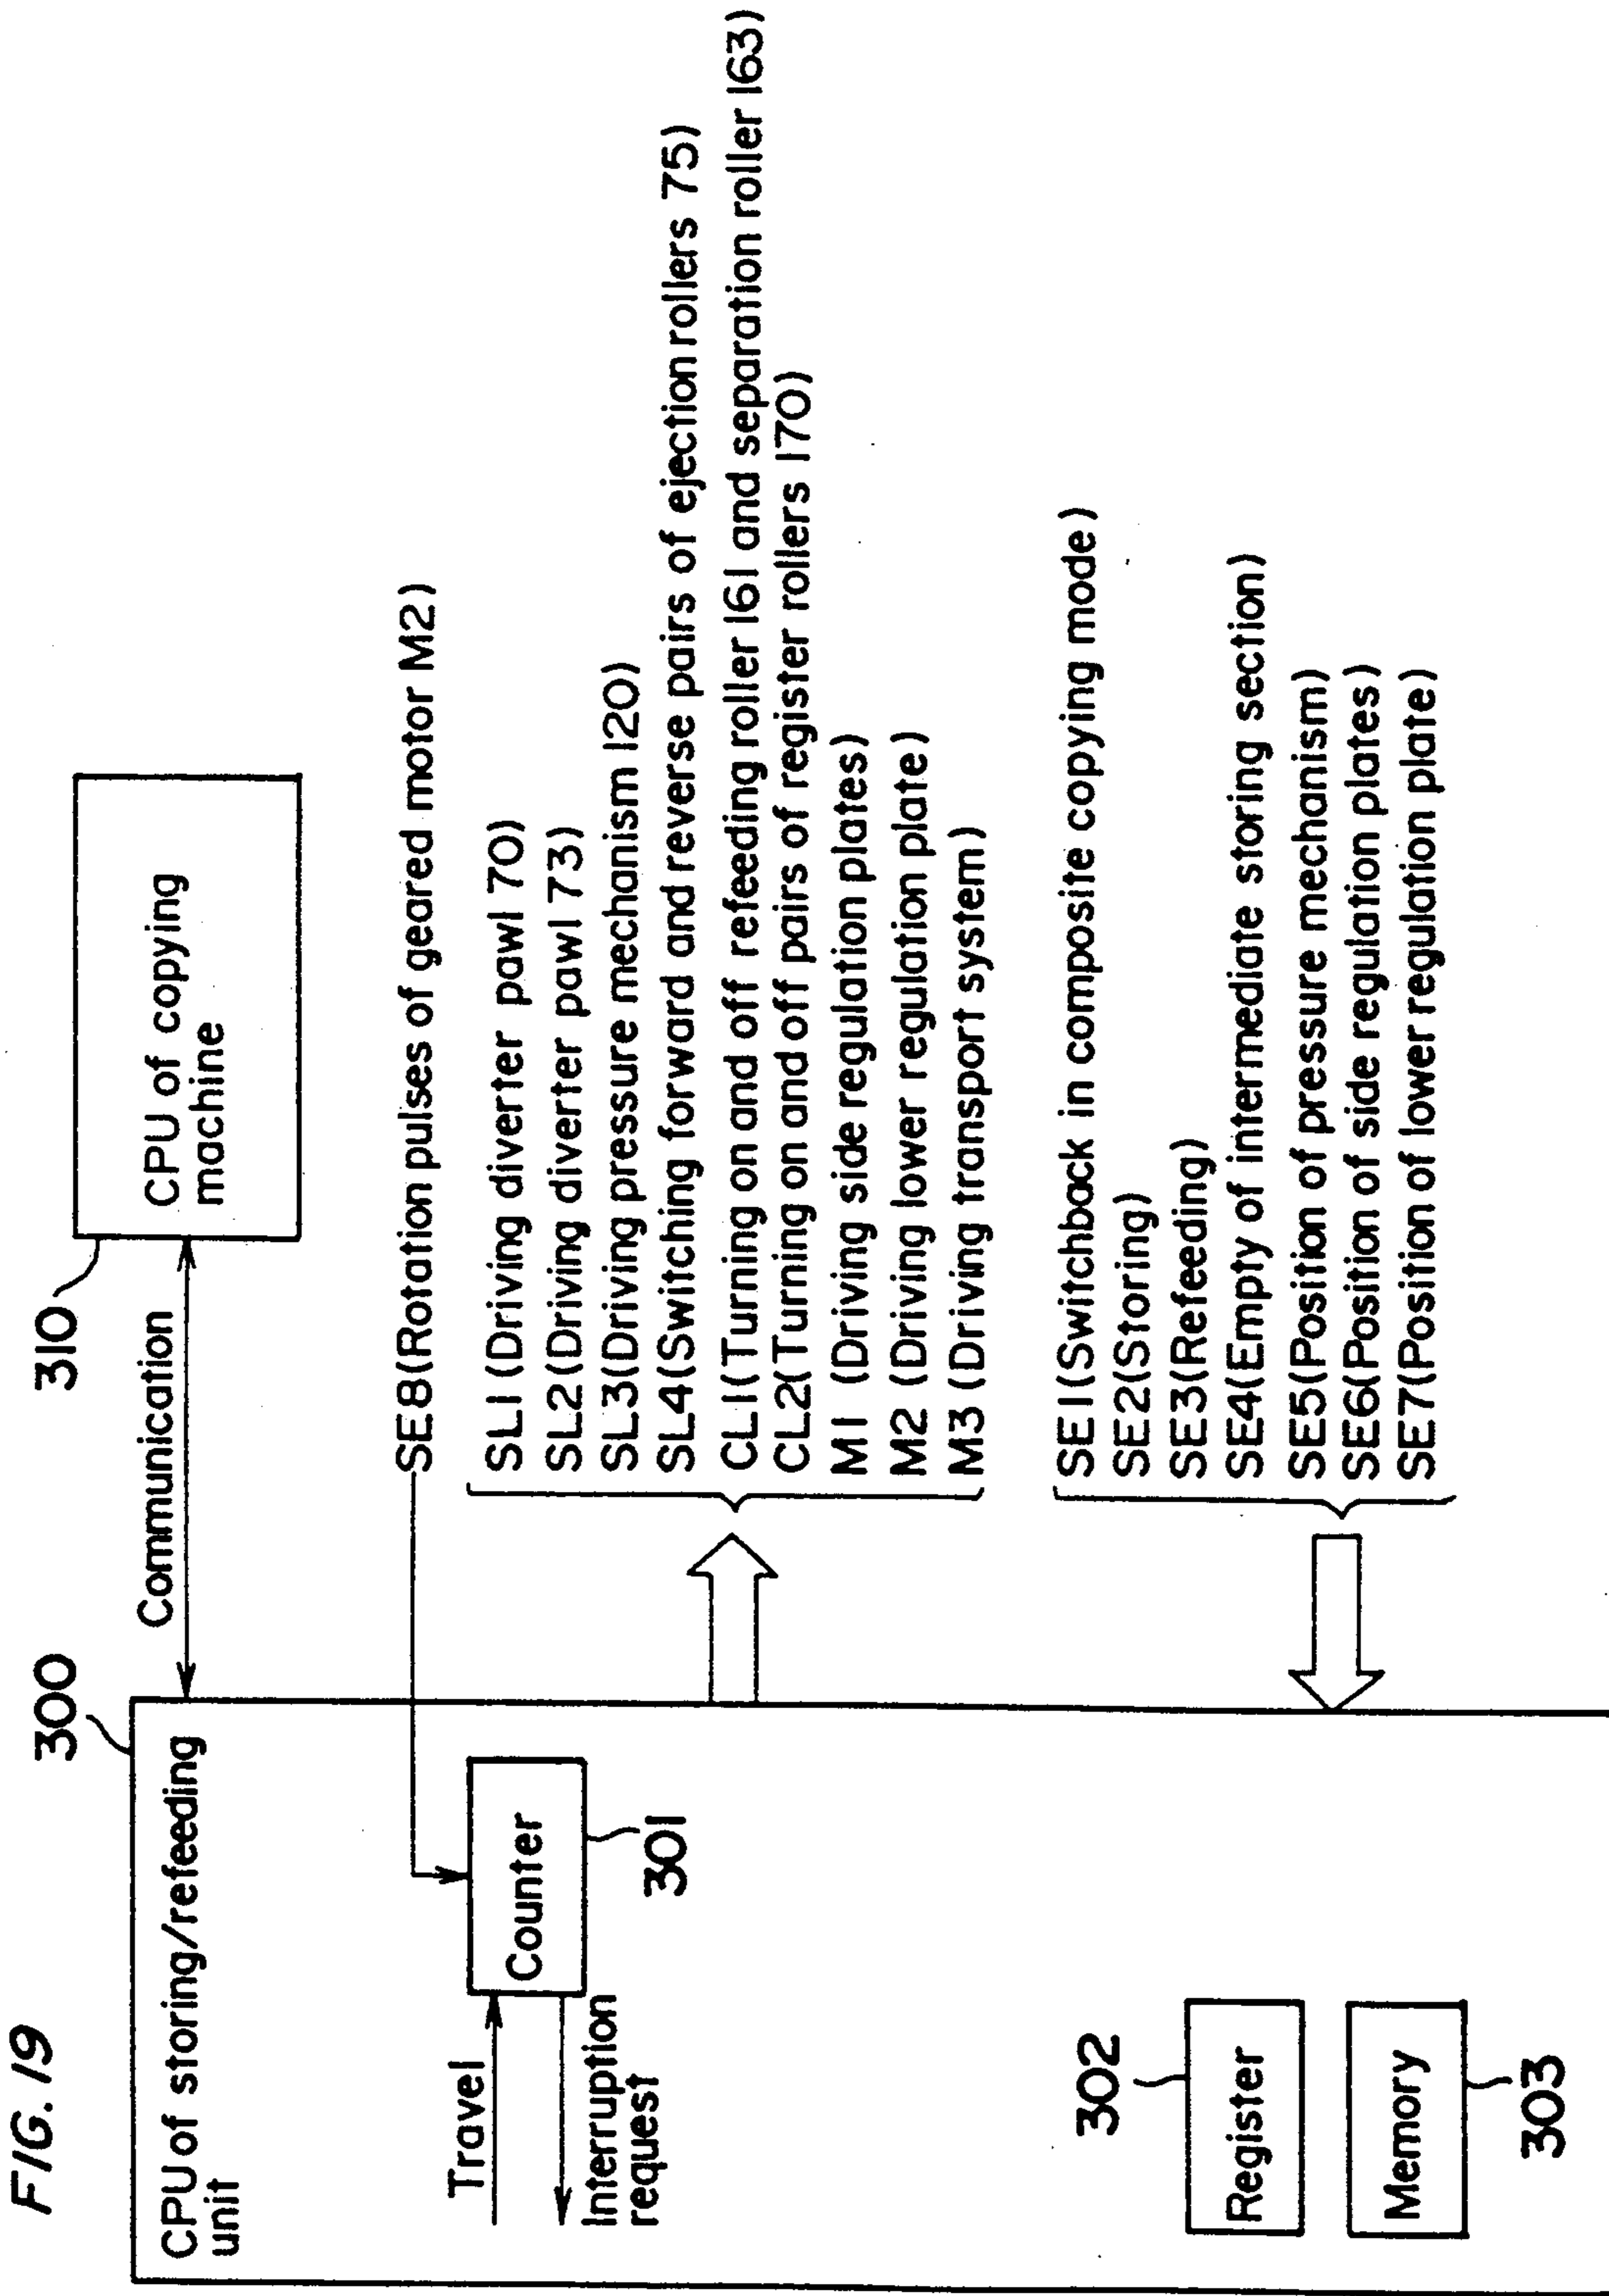 FIG. 19
300
310
CPU of storing/refeeding
unit
Communication
CPU of copying
machine
SE8(Rotation pulses of geared motor M2)
Travel
Counter
Interruption
request
301
SL1 (Driving diverter pawl 70)
SL2 (Driving diverter pawl 73)
SL3(Driving pressure mechanism 120)
SL4(Switching forward and reverse pairs of ejection rollers 75)
CL1(Turning on and off refeeding roller 161 and separation roller 163)
CL2(Turning on and off pairs of register rollers 170)
M1 (Driving side regulation plates)
M2 (Driving lower regulation plate)
M3 (Driving transport system)
302
Register
Memory
303
SE1(Switchback in composite copying mode)
SE2(Storing)
SE3(Refeeding)
SE4(Empty of intermediate storing section)
SE5(Position of pressure mechanism)
SE6(Position of side regulation plates)
SE7(Position of lower regulation plate)